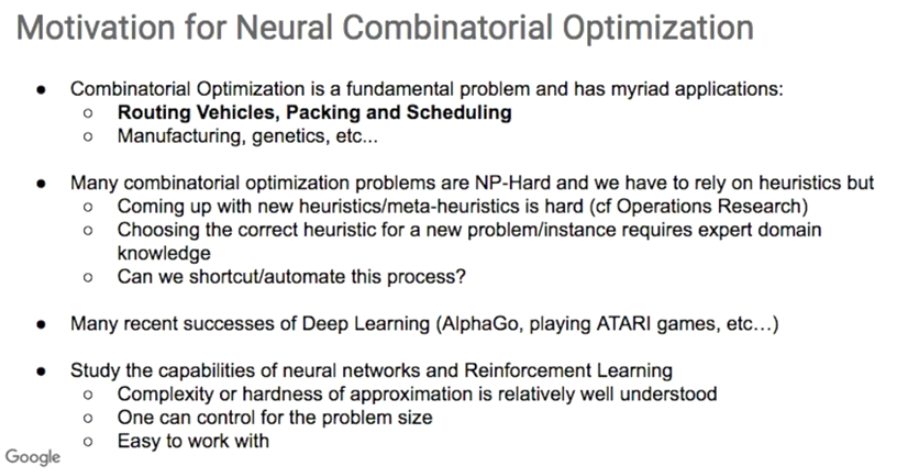 Motivation for Neural Combinatorial Optimization
● Combinatorial Optimization is a fundamental problem and has myriad applications:
○ Routing Vehicles, Packing and Scheduling
○ Manufacturing, genetics, etc...
● Many combinatorial optimization problems are NP-Hard and we have to rely on heuristics but
○ Coming up with new heuristics/meta-heuristics is hard (cf Operations Research)
○ Choosing the correct heuristic for a new problem/instance requires expert domain
knowledge
○ Can we shortcut/automate this process?
● Many recent successes of Deep Learning (AlphaGo, playing ATARI games, etc...)
● Study the capabilities of neural networks and Reinforcement Learning
○ Complexity or hardness of approximation is relatively well understood
○ One can control for the problem size
○ Easy to work with
Google